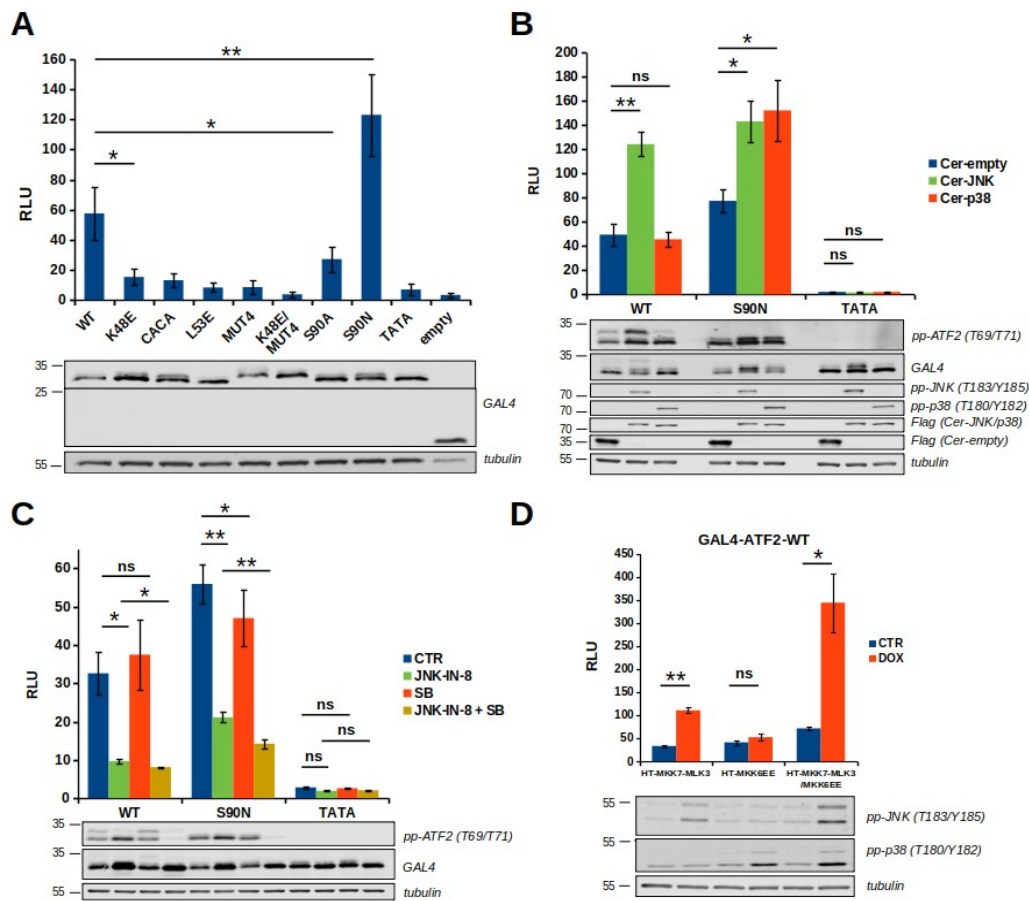 A
RLU
160
140
120
100
80
60
40
20
0
**
*
*
WT
K48E
CACA
L53E
MUT4
K48E/
MUT4
S90A
S90N
TATA
empty
35
25
GAL4
55
tubulin
B
RLU
200
180
160
140
120
100
80
60
40
20
0
ns
**
*
*
ns
ns
Cer-empty
Cer-JNK
Cer-p38
WT
S90N
TATA
35
pp-ATF2 (T69/T71)
35
GAL4
70
pp-JNK (T183/Y185)
70
pp-p38 (T180/Y182)
70
Flag (Cer-JNK/p38)
35
Flag (Cer-empty)
55
tubulin
C
RLU
60
50
40
30
20
10
0
ns
*
*
*
**
**
ns
ns
ns
CTR
JNK-IN-8
SB
JNK-IN-8 + SB
WT
S90N
TATA
35
pp-ATF2 (T69/T71)
35
GAL4
55
tubulin
D
GAL4-ATF2-WT
RLU
450
400
350
300
250
200
150
100
50
0
**
ns
*
CTR
DOX
HT-MKK7-MLK3
HT-MKK6EE
HT-MKK7-MLK3
/MKK6EE
55
pp-JNK (T183/Y185)
35
pp-p38 (T180/Y182)
55
tubulin